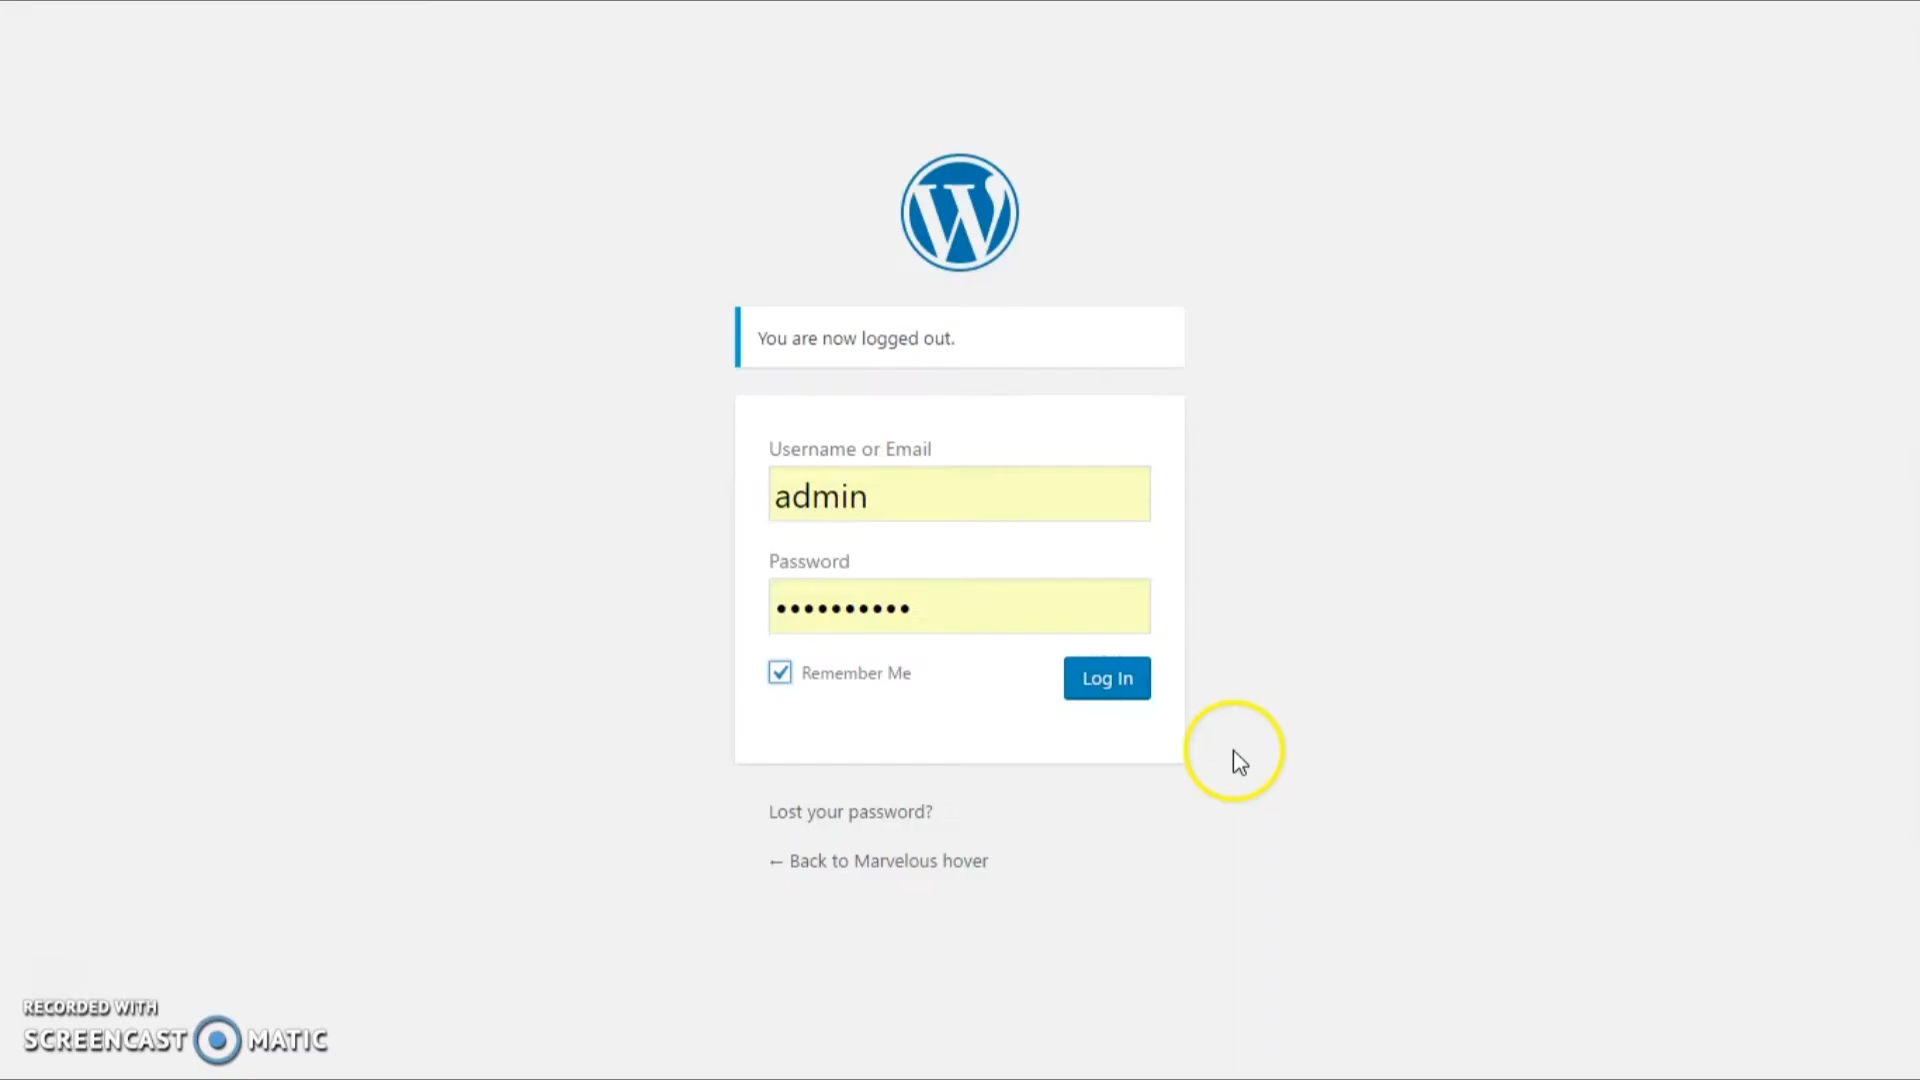 You are now logged out.
Username or Email
admin
Password
••••••••••
Remember Me
Log In
Lost your password?
← Back to Marvelous hover
RECORDED WITH
SCREENCAST MATIC